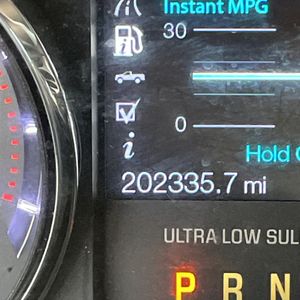 Instant MPG
30
0
i
Hold
202335.7 mi
ULTRA LOW SUL
P R N